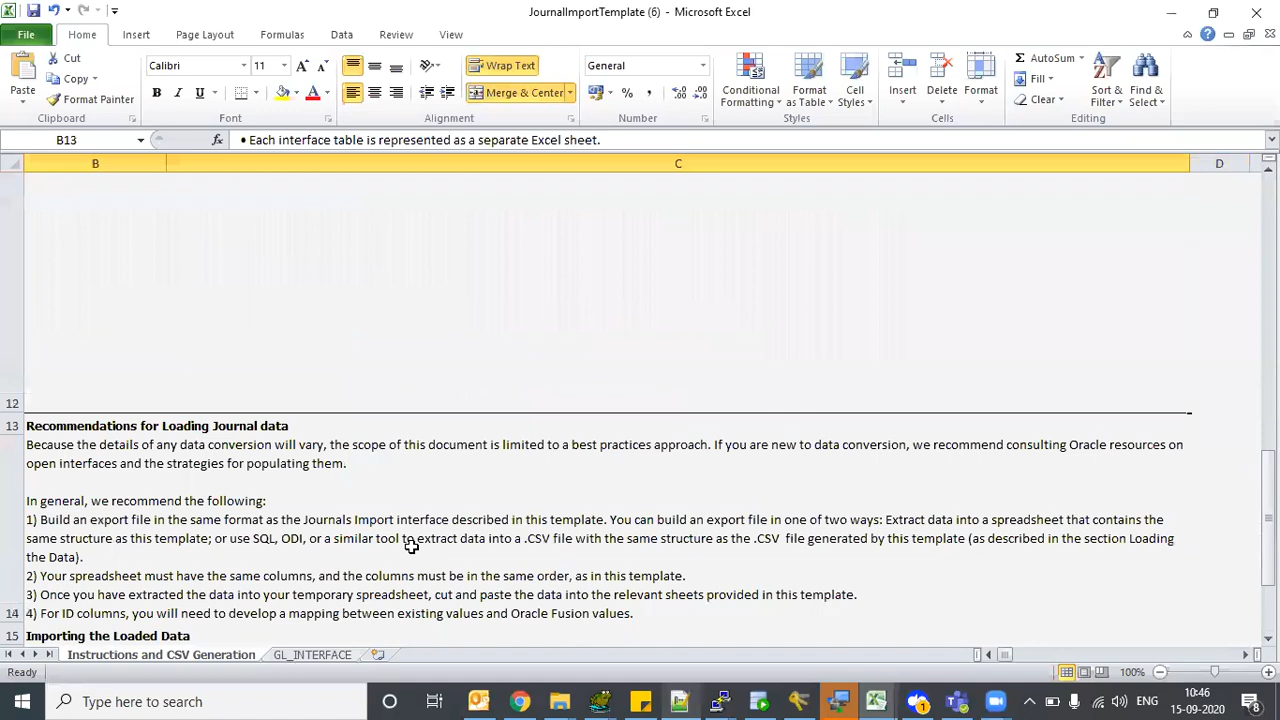 JournalImportTemplate (6) - Microsoft Excel
File Home Insert Page Layout Formulas Data Review View
Cut
Copy
Format Painter
Paste
Clipboard
Calibri 11
B I U
Font
Wrap Text
Merge & Center
Alignment
General
Number
Conditional Formatting
Format as Table
Cell Styles
Styles
Insert Delete Format
Cells
AutoSum
Fill
Clear
Sort & Filter
Find & Select
Editing
B13 fx • Each interface table is represented as a separate Excel sheet.
B C D
12
13 Recommendations for Loading Journal data
Because the details of any data conversion will vary, the scope of this document is limited to a best practices approach. If you are new to data conversion, we recommend consulting Oracle resources on
open interfaces and the strategies for populating them.
In general, we recommend the following:
1) Build an export file in the same format as the Journals Import interface described in this template. You can build an export file in one of two ways: Extract data into a spreadsheet that contains the
same structure as this template; or use SQL, ODI, or a similar tool to extract data into a .CSV file with the same structure as the .CSV file generated by this template (as described in the section Loading
the Data).
2) Your spreadsheet must have the same columns, and the columns must be in the same order, as in this template.
3) Once you have extracted the data into your temporary spreadsheet, cut and paste the data into the relevant sheets provided in this template.
14 4) For ID columns, you will need to develop a mapping between existing values and Oracle Fusion values.
15 Importing the Loaded Data
Instructions and CSV Generation GL_INTERFACE
Ready 100%
Type here to search
ENG
10:46
15-09-2020
8
1